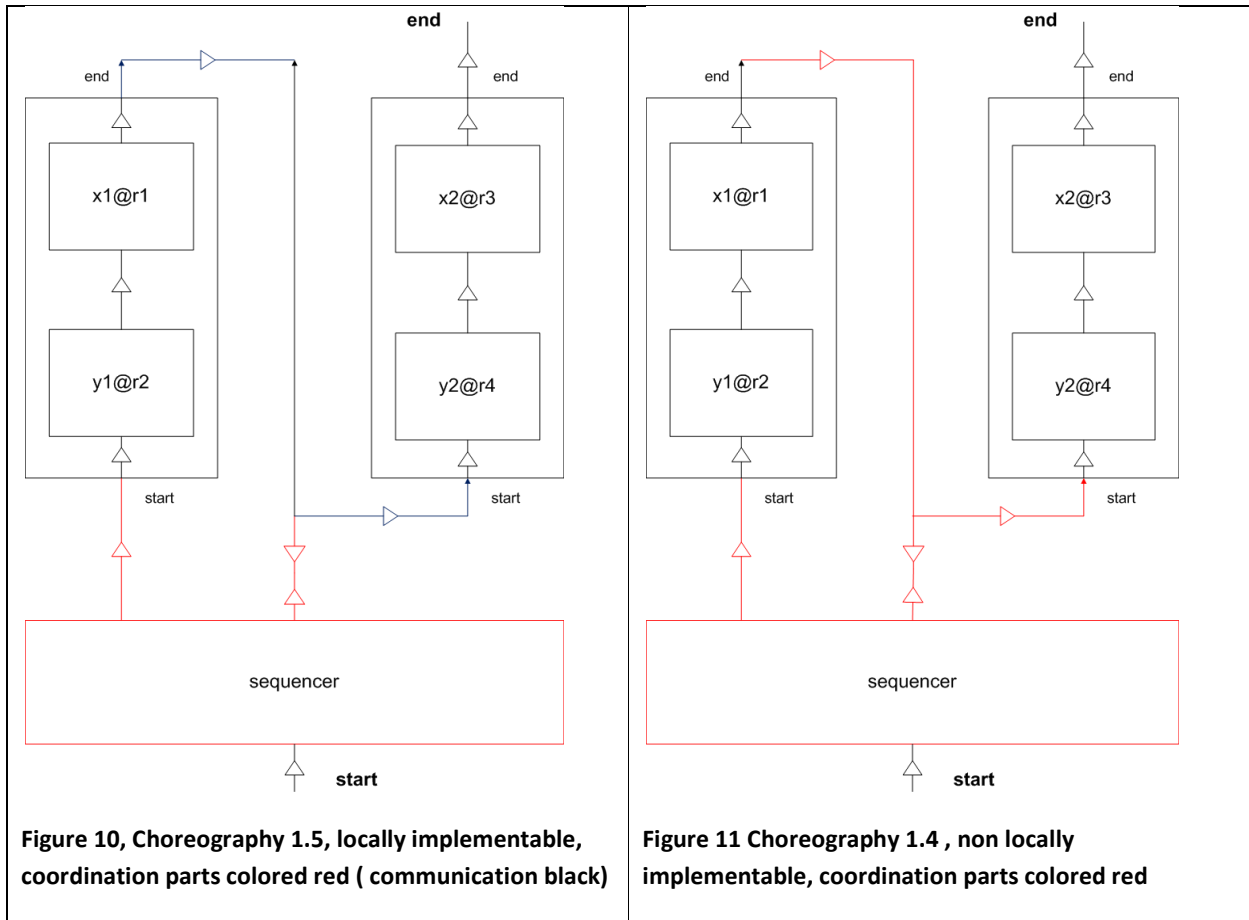 end
end
end
x1@r1
x2@r3
y1@r2
y2@r4
start
start
sequencer
start
Figure 10, Choreography 1.5, locally implementable,
coordination parts colored red ( communication black)
end
end
end
x1@r1
x2@r3
y1@r2
y2@r4
start
start
sequencer
start
Figure 11 Choreography 1.4 , non locally
implementable, coordination parts colored red